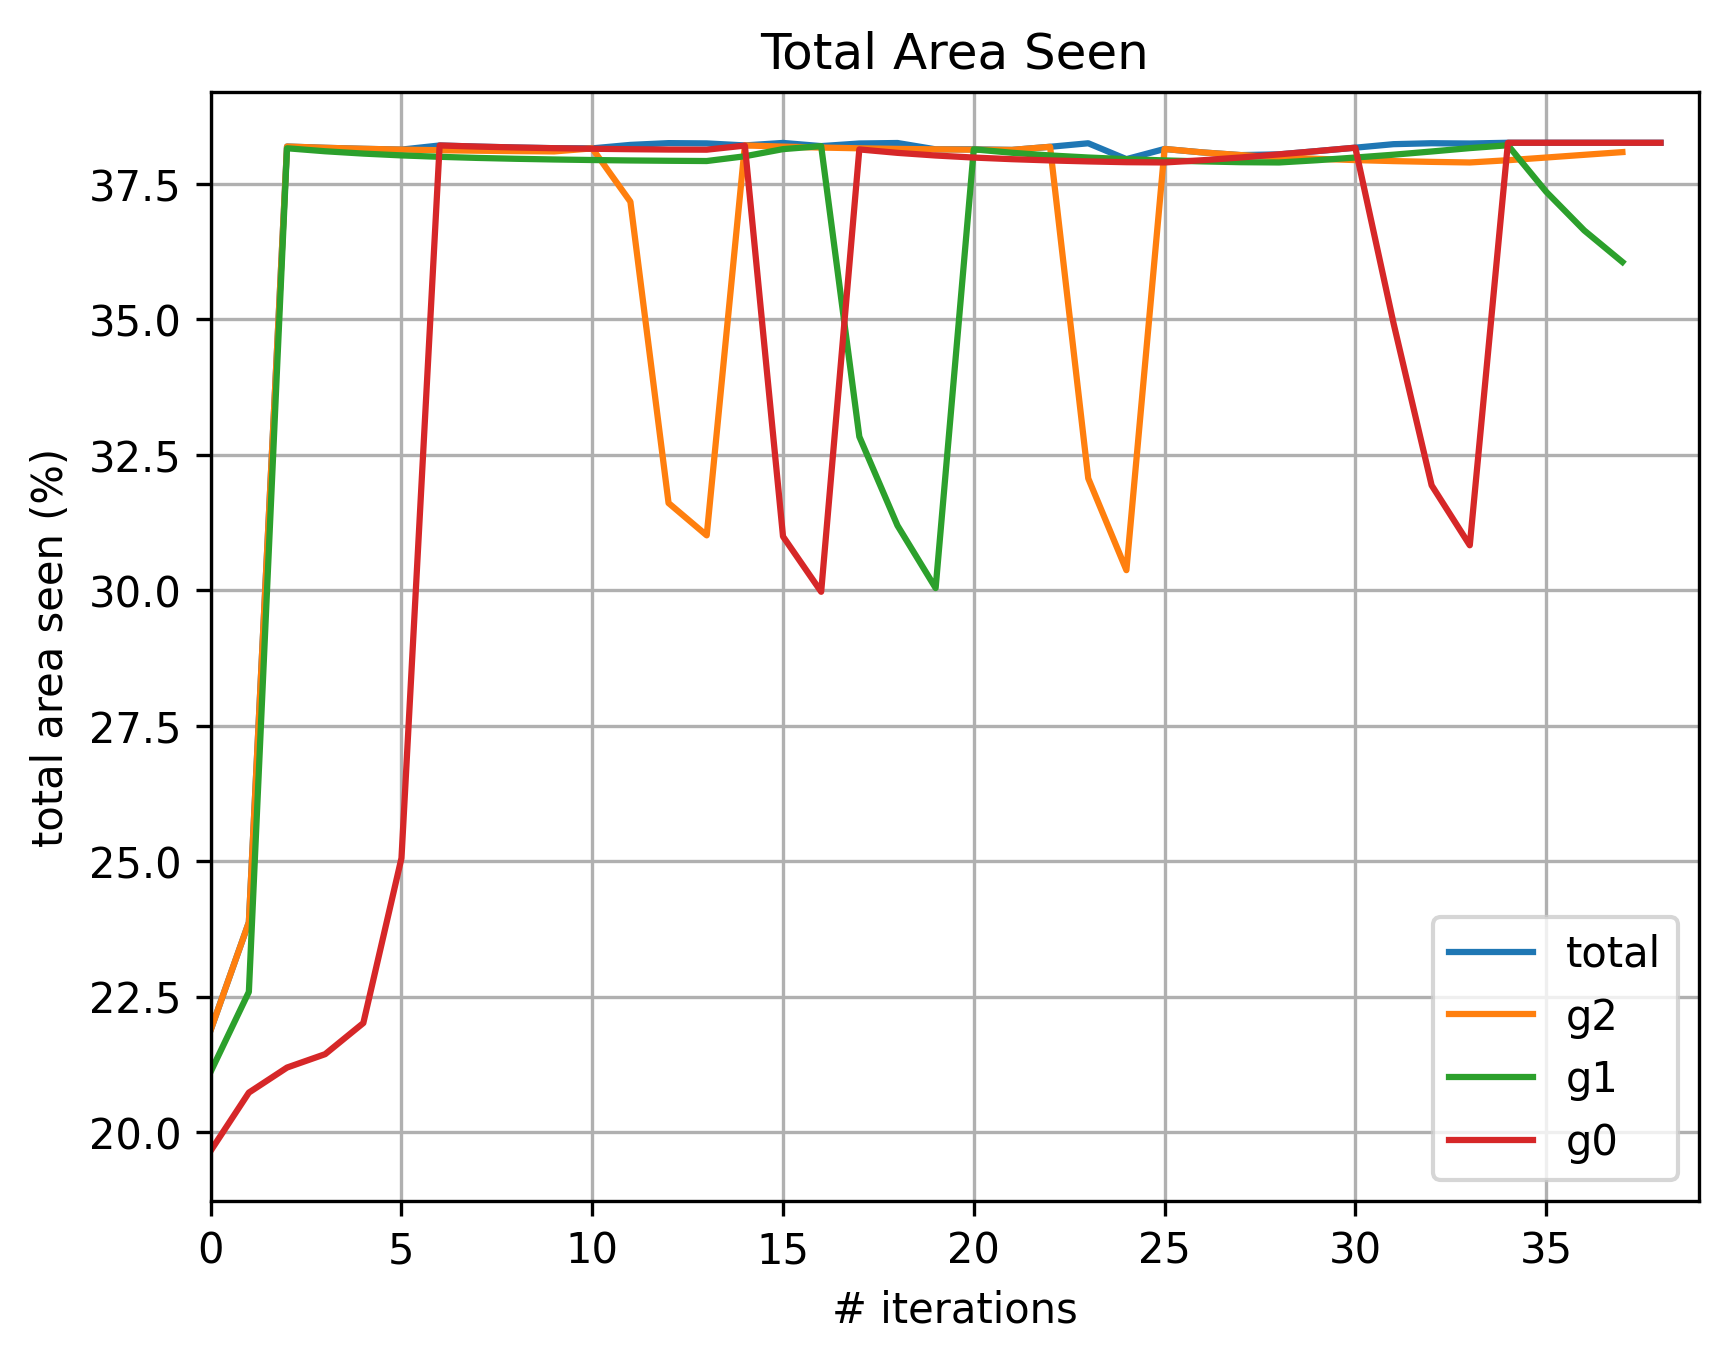 Total Area Seen
total area seen (%)
37.5
35.0
32.5
30.0
27.5
25.0
22.5
20.0
0 5 10 15 20 25 30 35
# iterations
total
g2
g1
g0